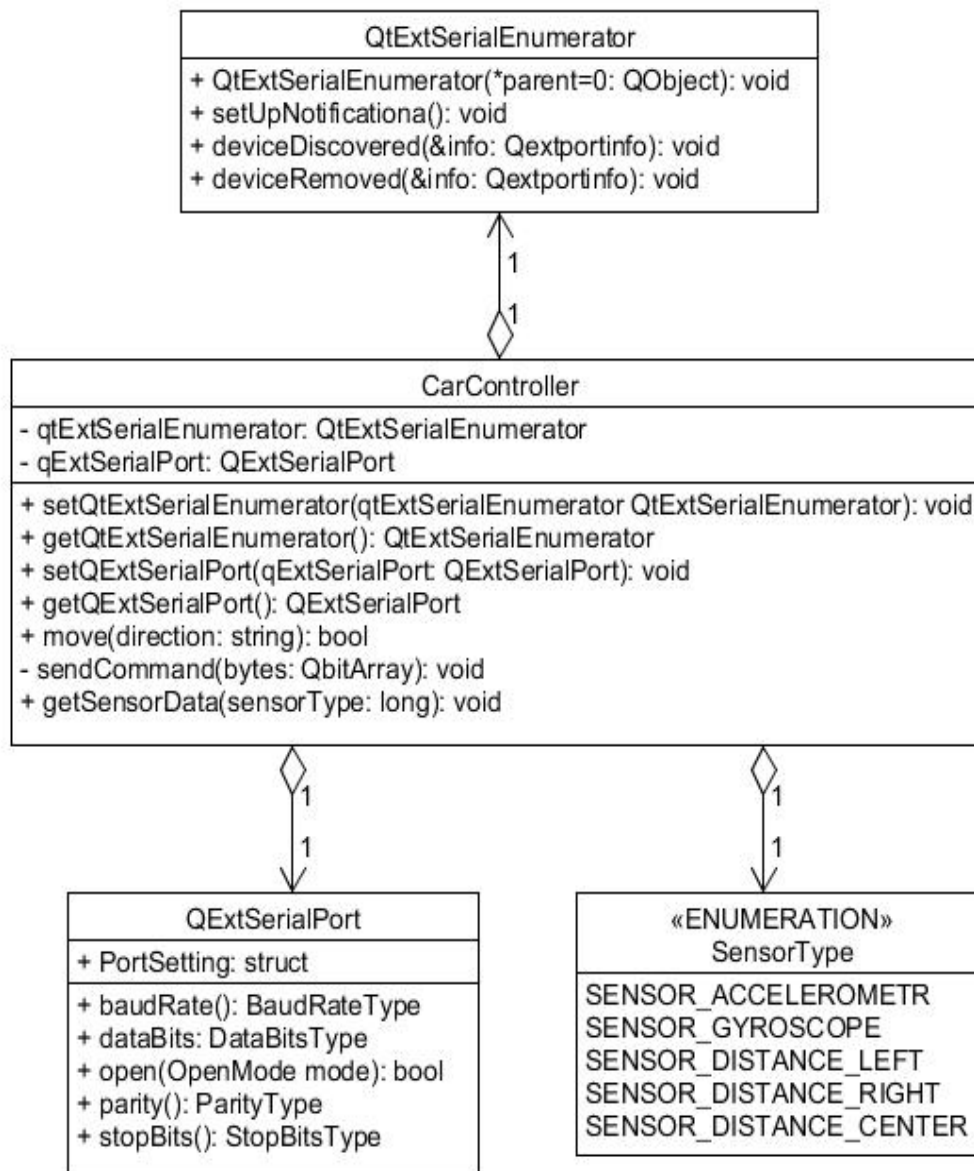 QtExtSerialEnumerator
+ QtExtSerialEnumerator(*parent=0: QObject): void
+ setUpNotificationa(): void
+ deviceDiscovered(&info: Qextportinfo): void
+ deviceRemoved(&info: Qextportinfo): void
1
1
CarController
- qtExtSerialEnumerator: QtExtSerialEnumerator
- qExtSerialPort: QExtSerialPort
+ setQtExtSerialEnumerator(qtExtSerialEnumerator QtExtSerialEnumerator): void
+ getQtExtSerialEnumerator(): QtExtSerialEnumerator
+ setQExtSerialPort(qExtSerialPort: QExtSerialPort): void
+ getQExtSerialPort(): QExtSerialPort
+ move(direction: string): bool
- sendCommand(bytes: QbitArray): void
+ getSensorData(sensorType: long): void
1
1
1
1
QExtSerialPort
+ PortSetting: struct
+ baudRate(): BaudRateType
+ dataBits: DataBitsType
+ open(OpenMode mode): bool
+ parity(): ParityType
+ stopBits(): StopBitsType
«ENUMERATION»
SensorType
SENSOR_ACCELEROMETR
SENSOR_GYROSCOPE
SENSOR_DISTANCE_LEFT
SENSOR_DISTANCE_RIGHT
SENSOR_DISTANCE_CENTER